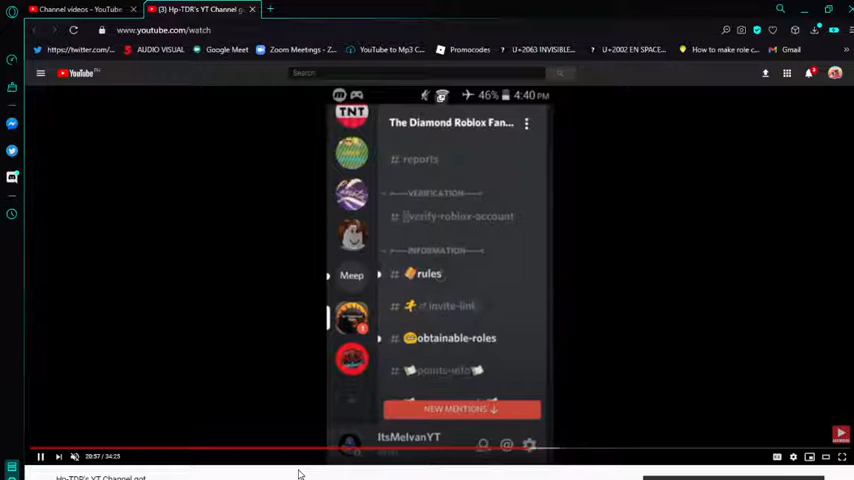 Channel videos - YouTube
(3) Hp-TDR's YT Channel g
www.youtube.com/watch
https://twitter.com/
AUDIO VISUAL
Google Meet
Zoom Meetings - Z
YouTube to Mp3 C
Promocodes
U+2063 INVISIBLE...
U+2002 EN SPACE...
How to make role c
Gmail
YouTube
Search
3
46% 4:40 PM
TNT
The Diamond Roblox Fan...
# reports
VERIFICATION
# verify-roblox-account
INFORMATION
Meep
# rules
# invite-link
# obtainable-roles
# points-info
NEW MENTIONS ↓
ItsMelvanYT
20:57 / 34:25
Hp-TDR's YT Channel got